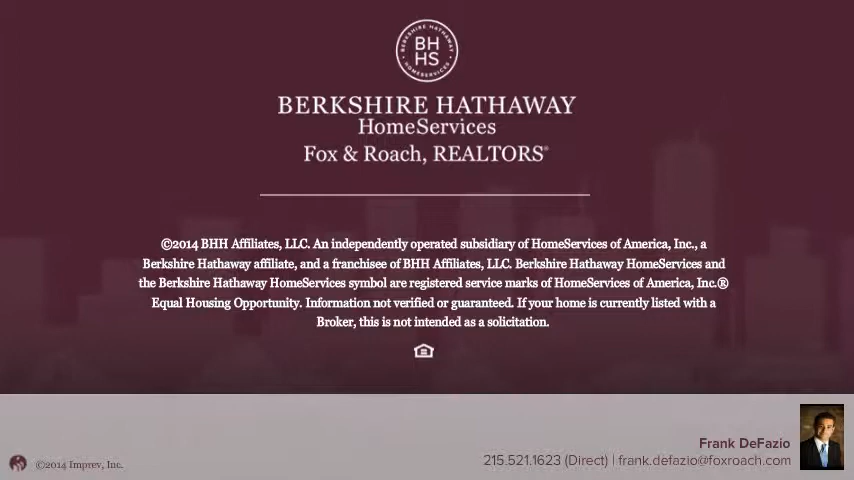 BERKSHIRE HATHAWAY
HOMESERVICES
BH
HS
BERKSHIRE HATHAWAY
HomeServices
Fox & Roach, REALTORS®
©2014 BHH Affiliates, LLC. An independently operated subsidiary of HomeServices of America, Inc., a
Berkshire Hathaway affiliate, and a franchisee of BHH Affiliates, LLC. Berkshire Hathaway HomeServices and
the Berkshire Hathaway HomeServices symbol are registered service marks of HomeServices of America, Inc.®
Equal Housing Opportunity. Information not verified or guaranteed. If your home is currently listed with a
Broker, this is not intended as a solicitation.
Frank DeFazio
215.521.1623 (Direct) | frank.defazio@foxroach.com
©2014 Imprev, Inc.